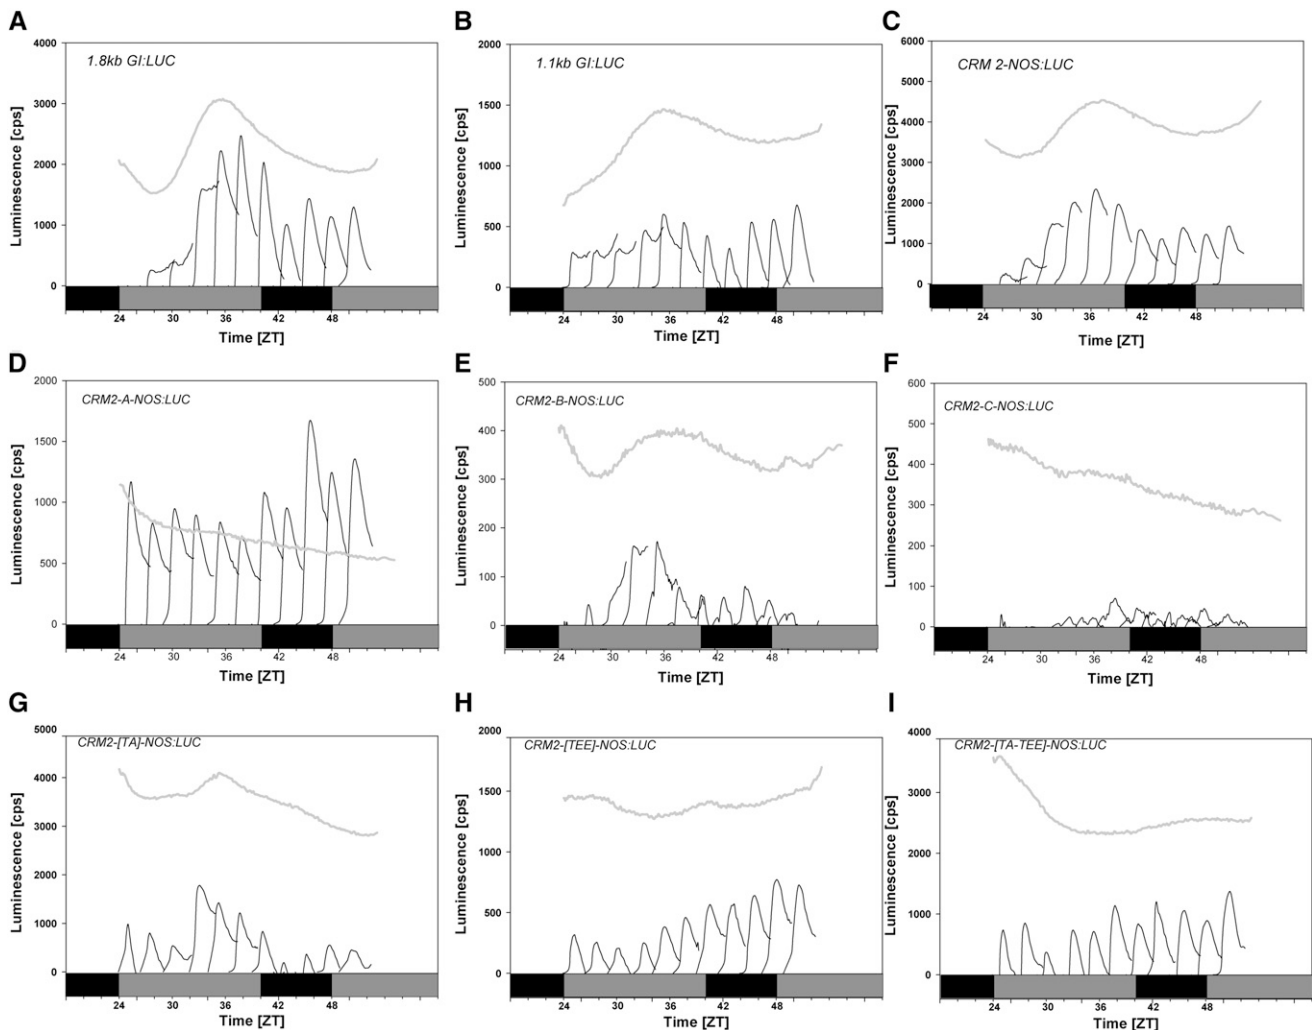 A
1.8kb GI:LUC
Luminescence [cps]
4000
3000
2000
1000
0
24 30 36 42 48
Time [ZT]
B
1.1kb GI:LUC
Luminescence [cps]
2000
1500
1000
500
0
24 30 36 42 48
Time [ZT]
C
CRM 2-NOS:LUC
Luminescence [cps]
6000
5000
4000
3000
2000
1000
0
24 30 36 42 48
Time [ZT]
D
CRM2-A-NOS:LUC
Luminescence [cps]
2000
1500
1000
500
0
24 30 36 42 48
Time [ZT]
E
CRM2-B-NOS:LUC
Luminescence [cps]
500
400
300
200
100
0
24 30 36 42 48
Time [ZT]
F
CRM2-C-NOS:LUC
Luminescence [cps]
600
500
400
300
200
100
0
24 30 36 42 48
Time [ZT]
G
CRM2-[TA]-NOS:LUC
Luminescence [cps]
5000
4000
3000
2000
1000
0
24 30 36 42 48
Time [ZT]
H
CRM2-[TEE]-NOS:LUC
Luminescence [cps]
2000
1500
1000
500
0
24 30 36 42 48
Time [ZT]
I
CRM2-[TA-TEE]-NOS:LUC
Luminescence [cps]
4000
3000
2000
1000
0
24 30 36 42 48
Time [ZT]